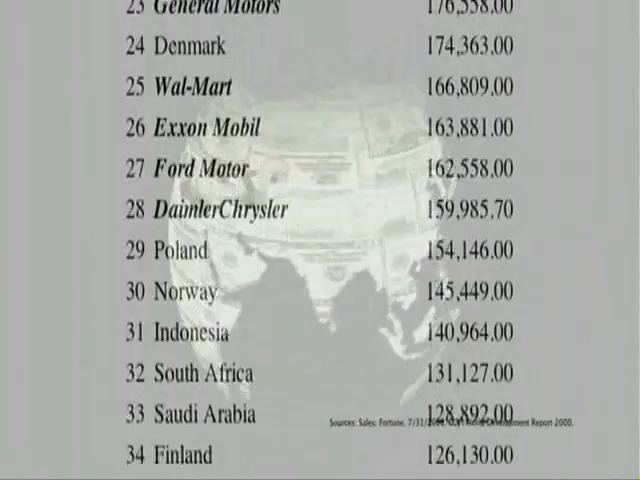 23 General Motors 176,558.00
24 Denmark 174,363.00
25 Wal-Mart 166,809.00
26 Exxon Mobil 163,881.00
27 Ford Motor 162,558.00
28 DaimlerChrysler 159,985.70
29 Poland 154,146.00
30 Norway 145,449.00
31 Indonesia 140,964.00
32 South Africa 131,127.00
33 Saudi Arabia 128,892.00
Sources: Sales: Fortune, 7/31/ Report 2000.
34 Finland 126,130.00